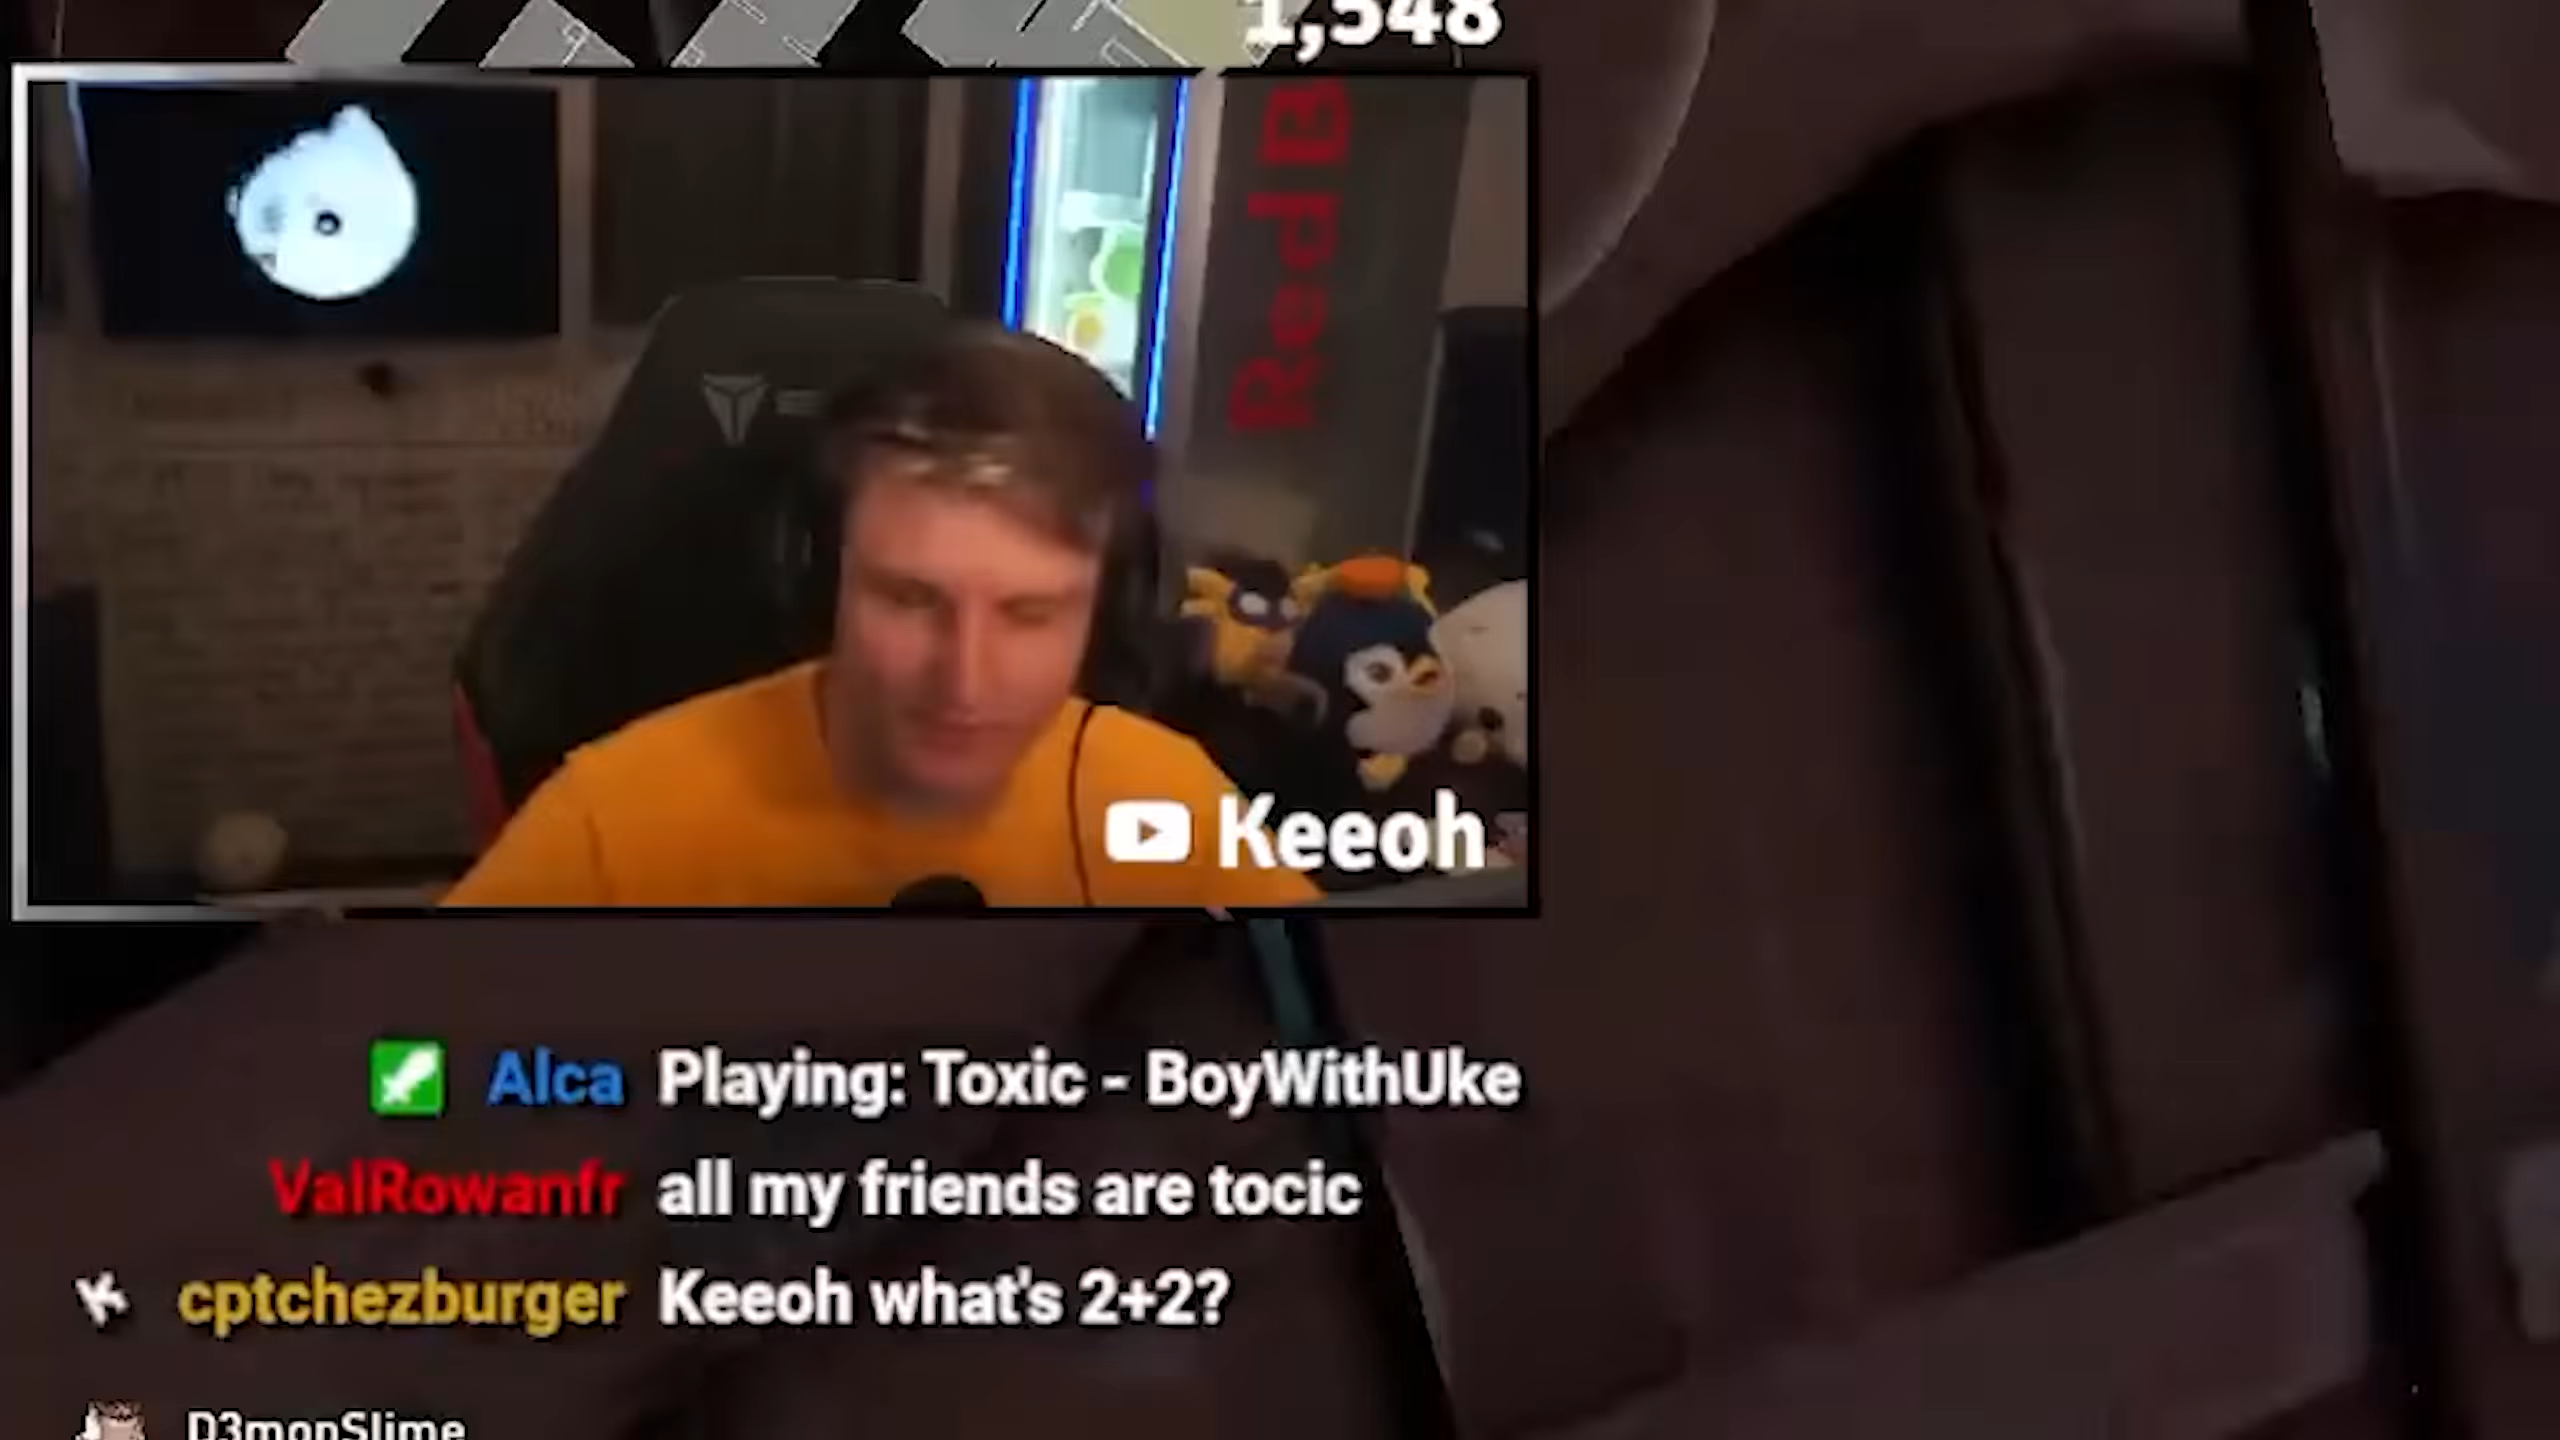 1,548
Red B
Keeoh
Alca Playing: Toxic - BoyWithUke
ValRowanfr all my friends are tocic
cptchezburger Keeoh what's 2+2?
D3monSlime